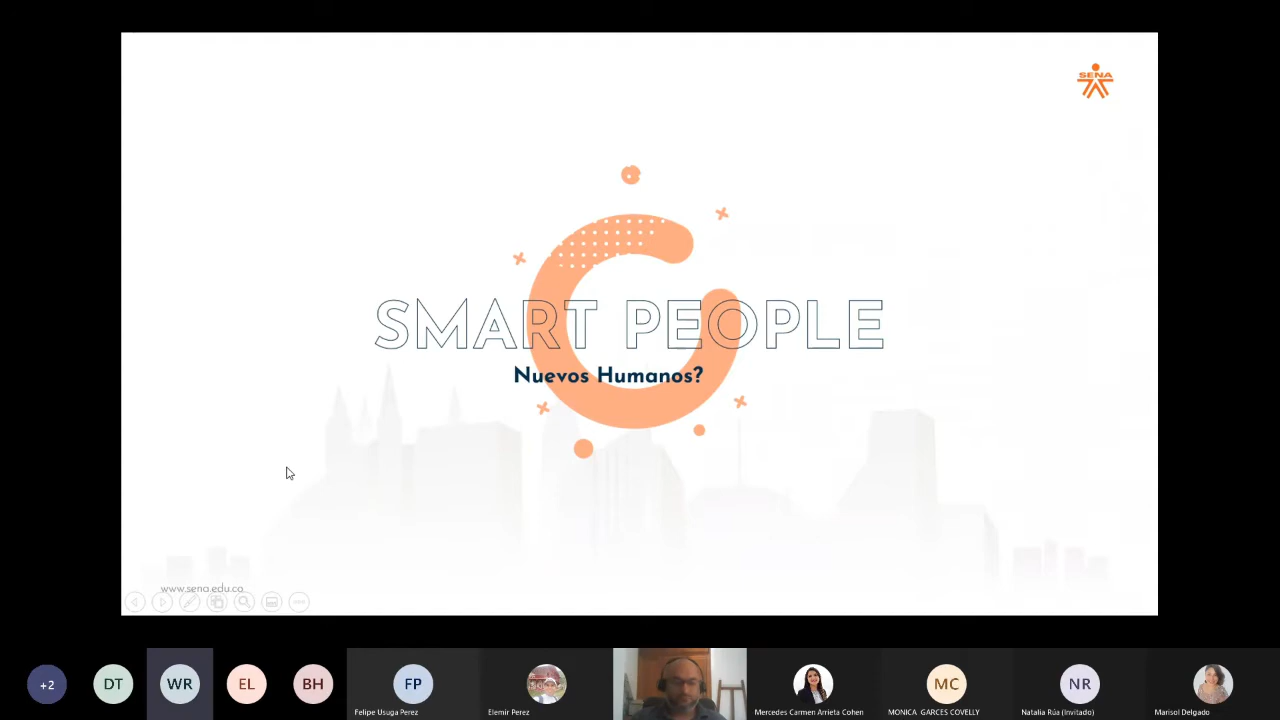 SENA
SMART PEOPLE
Nuevos Humanos?
www.sena.edu.co
+2
DT
WR
EL
BH
FP
Felipe Usuga Perez
Elemir Perez
Mercedes Carmen Arrieta Cohen
MC
MONICA GARCES COVELLY
NR
Natalia Rúa (Invitado)
Marisol Delgado